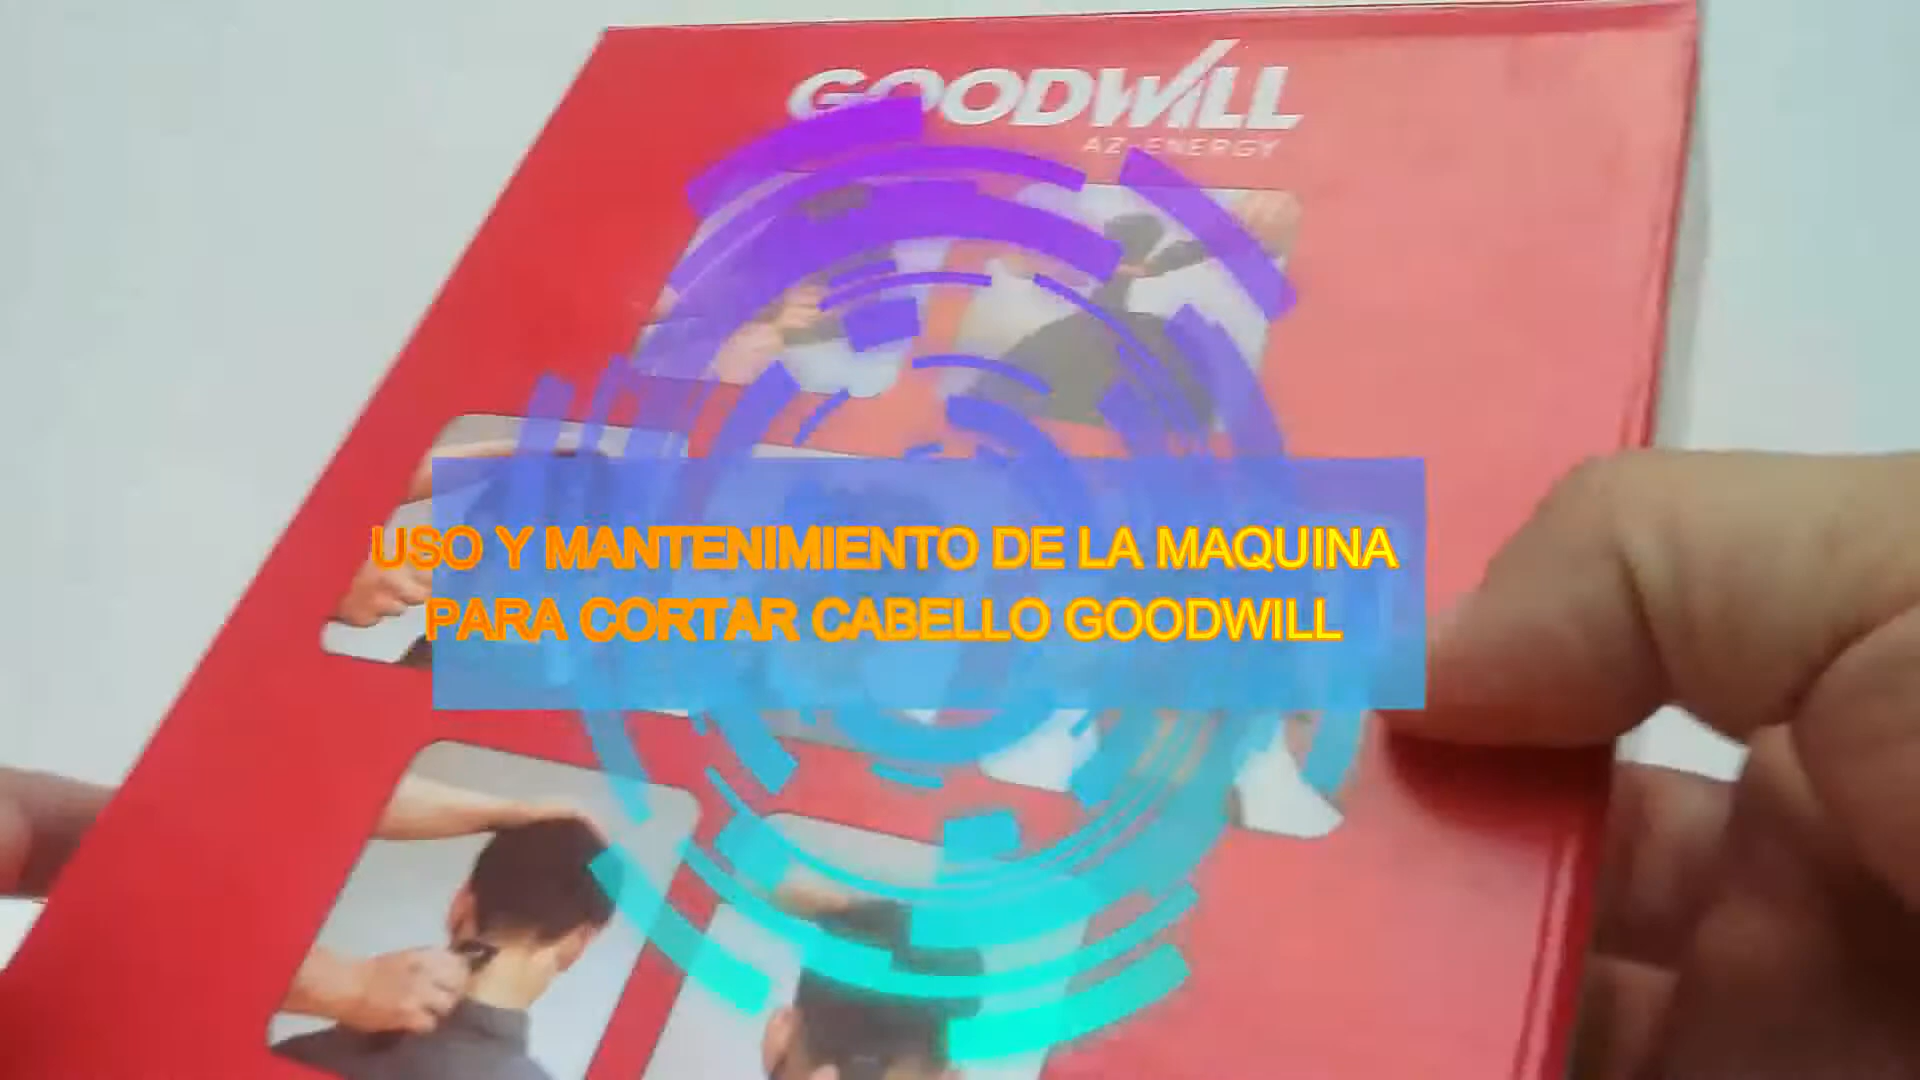 GOODWILL
AZ-ENERGY
USO Y MANTENIMIENTO DE LA MAQUINA
PARA CORTAR CABELLO GOODWILL